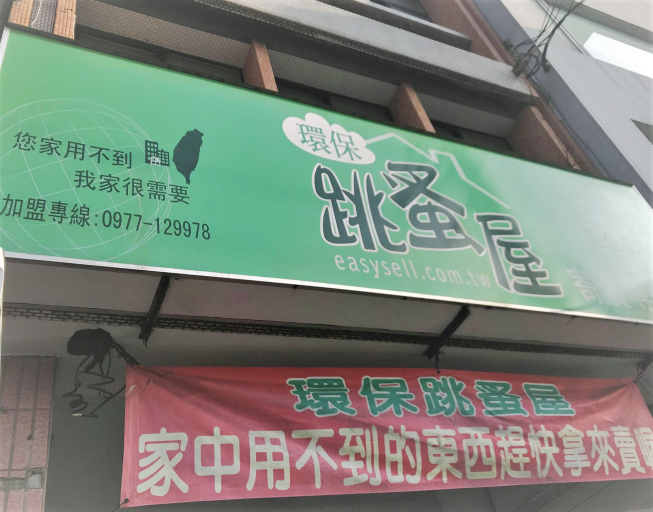 您家用不到
我家很需要
加盟專線:0977-129978
環保
跳蚤屋
easysell.com.tw
環保跳蚤屋
家中用不到的東西趕快拿來賣